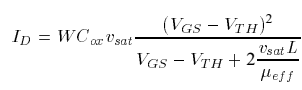 I_D = WC_{ox}v_{sat}\frac{(V_{GS} - V_{TH})^2}{V_{GS} - V_{TH} + 2\frac{v_{sat}L}{\mu_{eff}}}